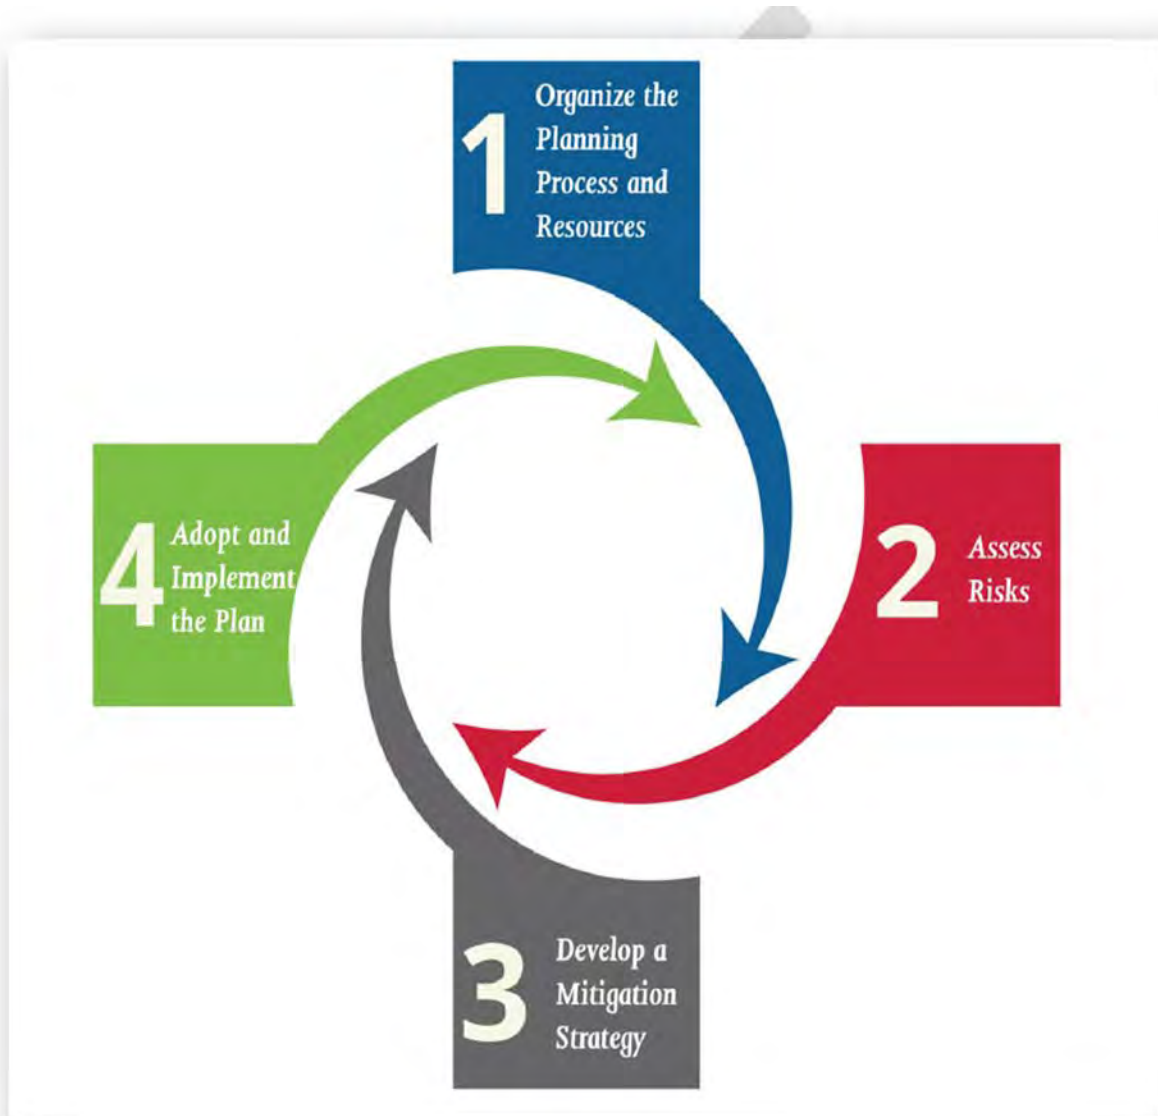 1
Organize the
Planning
Process and
Resources
2
Assess
Risks
3
Develop a
Mitigation
Strategy
4
Adopt and
Implement
the Plan